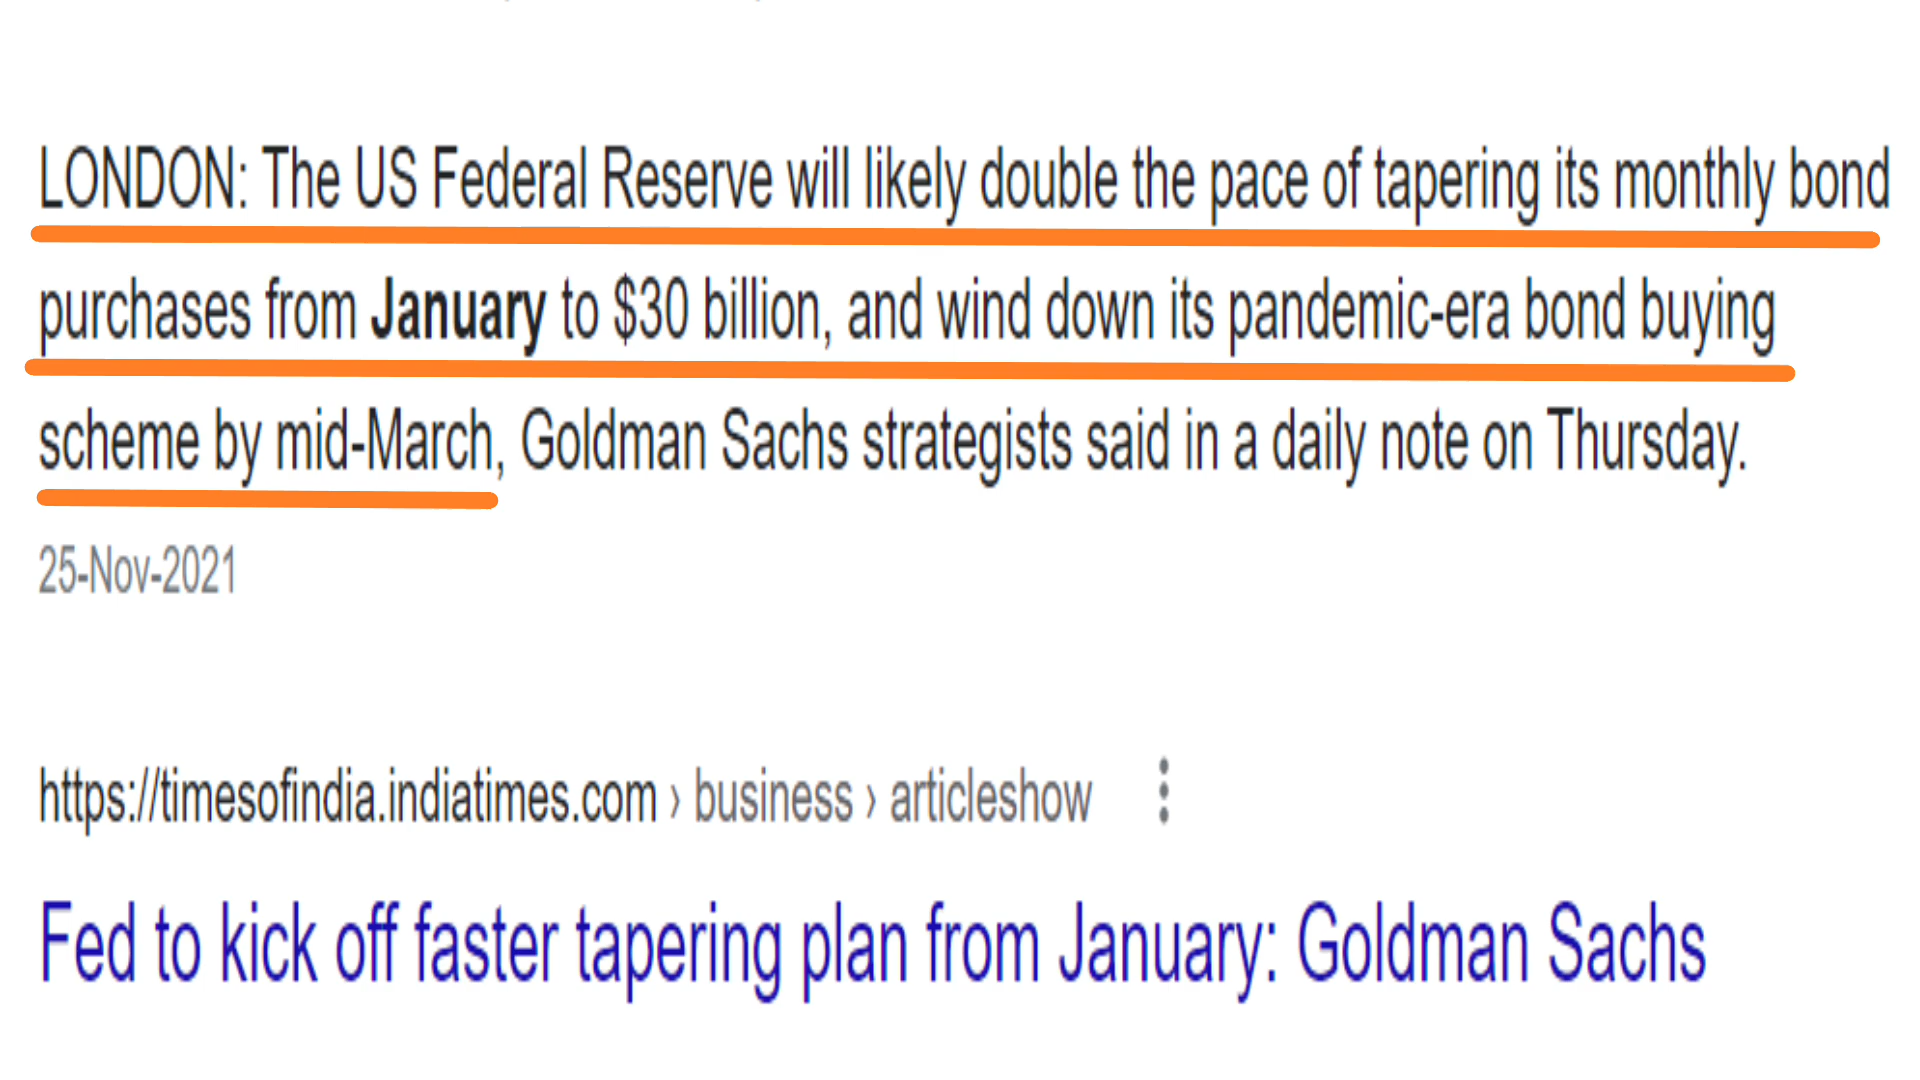 LONDON: The US Federal Reserve will likely double the pace of tapering its monthly bond
purchases from January to $30 billion, and wind down its pandemic-era bond buying
scheme by mid-March, Goldman Sachs strategists said in a daily note on Thursday.
25-Nov-2021
https://timesofindia.indiatimes.com › business › articleshow
Fed to kick off faster tapering plan from January: Goldman Sachs